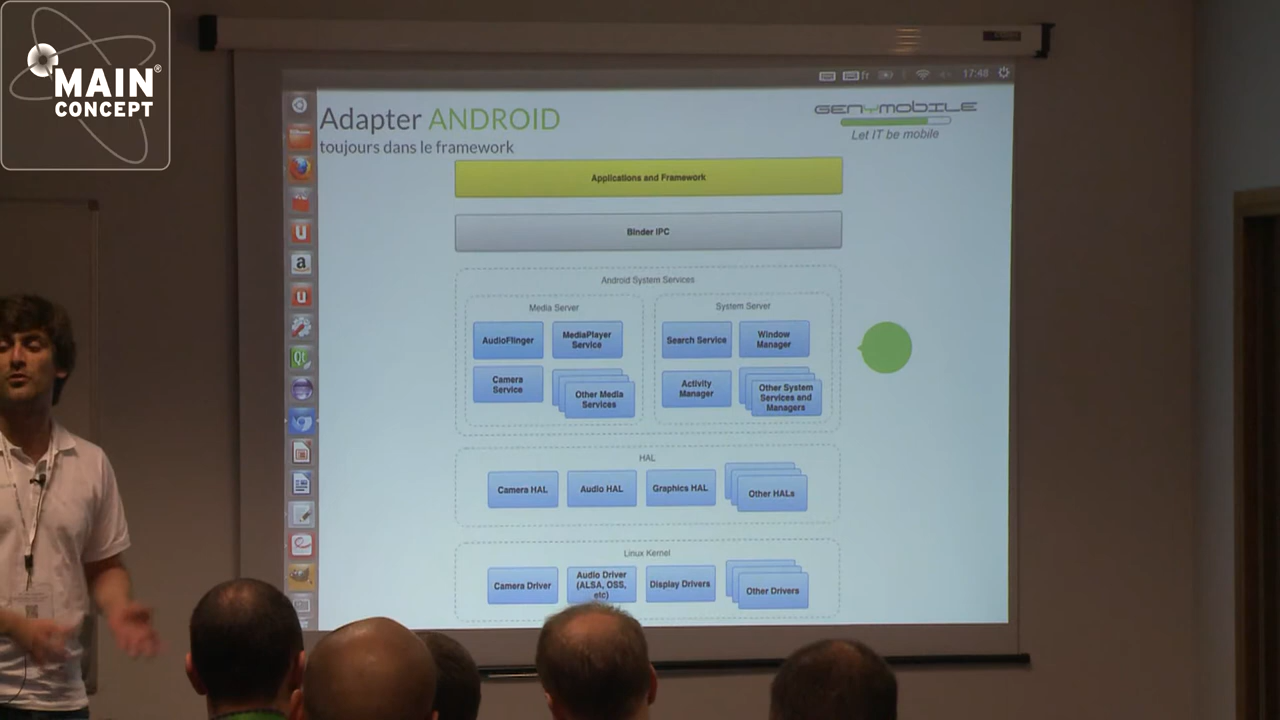 MAIN
CONCEPT
fr
17:48
Adapter ANDROID
toujours dans le framework
GENYMOBILE
Let IT be mobile
Applications and Framework
Binder IPC
Android System Services
Media Server
System Server
AudioFlinger
MediaPlayer
Service
Search Service
Window
Manager
Camera
Service
Other Media
Services
Activity
Manager
Other System
Services and
Managers
HAL
Camera HAL
Audio HAL
Graphics HAL
Other HALs
Linux Kernel
Camera Driver
Audio Driver
(ALSA, OSS,
etc)
Display Drivers
Other Drivers